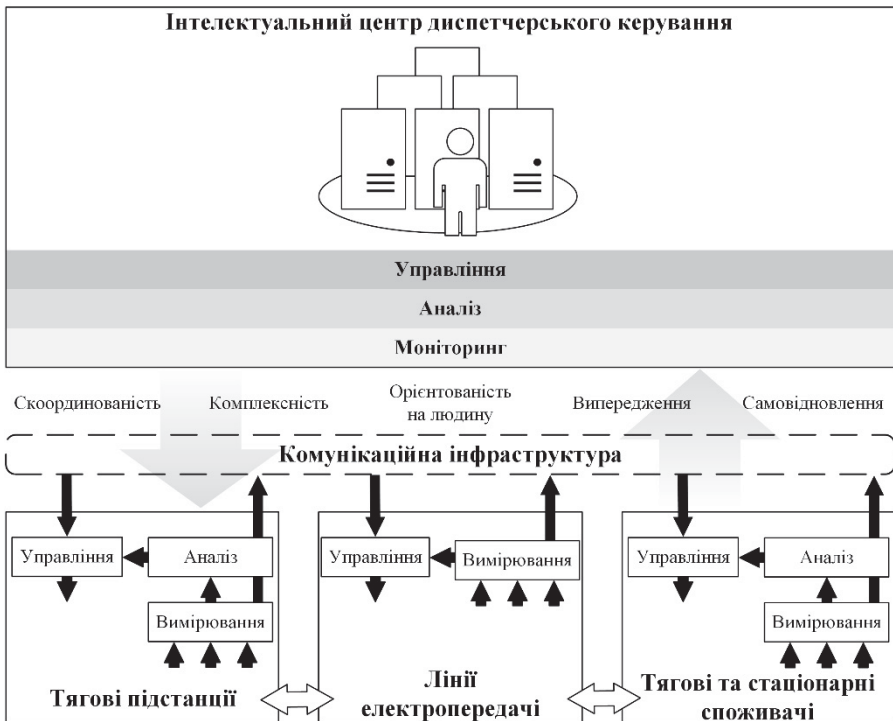 Інтелектуальний центр диспетчерського керування
Управління
Аналіз
Моніторинг
Скоординованість
Комплексність
Орієнтованість
на людину
Випередження
Самовідновлення
Комунікаційна інфраструктура
Управління
Аналіз
Вимірювання
Тягові підстанції
Управління
Вимірювання
Лінії
електропередачі
Управління
Аналіз
Вимірювання
Тягові та стаціонарні
споживачі